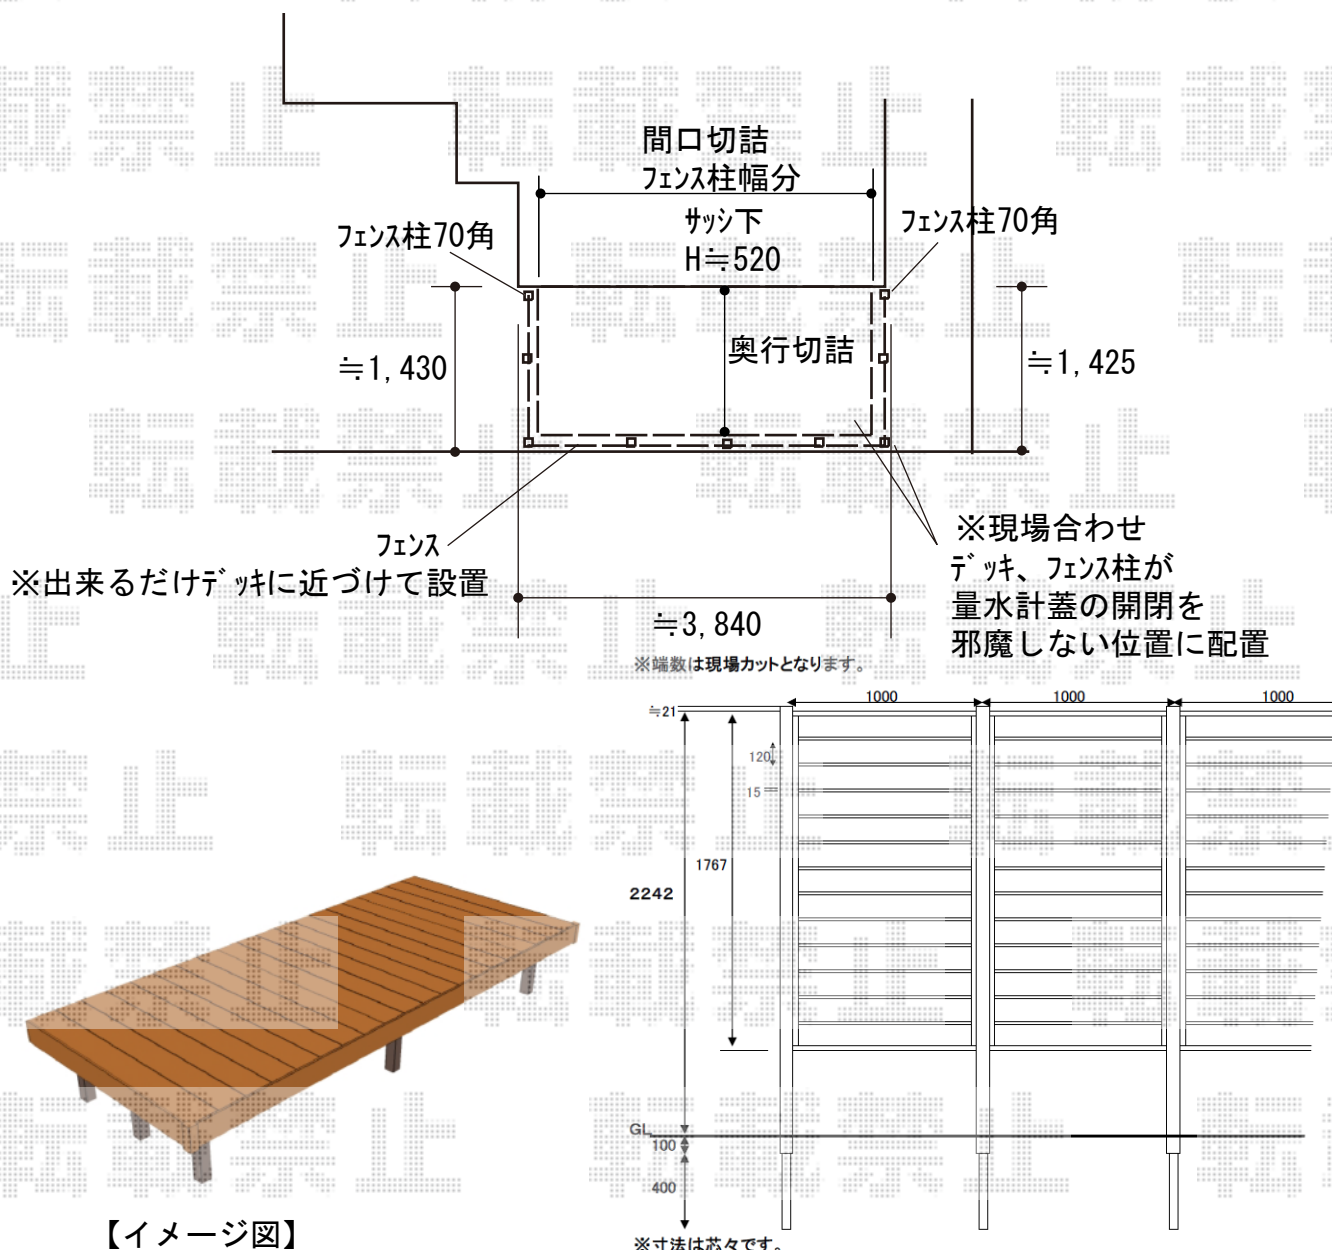 間口切詰
フェンス柱幅分
サッシ下
H≒520
フェンス柱70角
フェンス柱70角
奥行切詰
≒1,430
≒1,425
フェンス
※出来るだけデッキに近づけて設置
≒3,840
※現場合わせ
デッキ、フェンス柱が
量水計蓋の開閉を
邪魔しない位置に配置
※端数は現場カットとなります。
1000
1000
1000
≒21
120
15
1767
2242
GL
100
400
※寸法は芯々です。
【イメージ図】
転載禁止